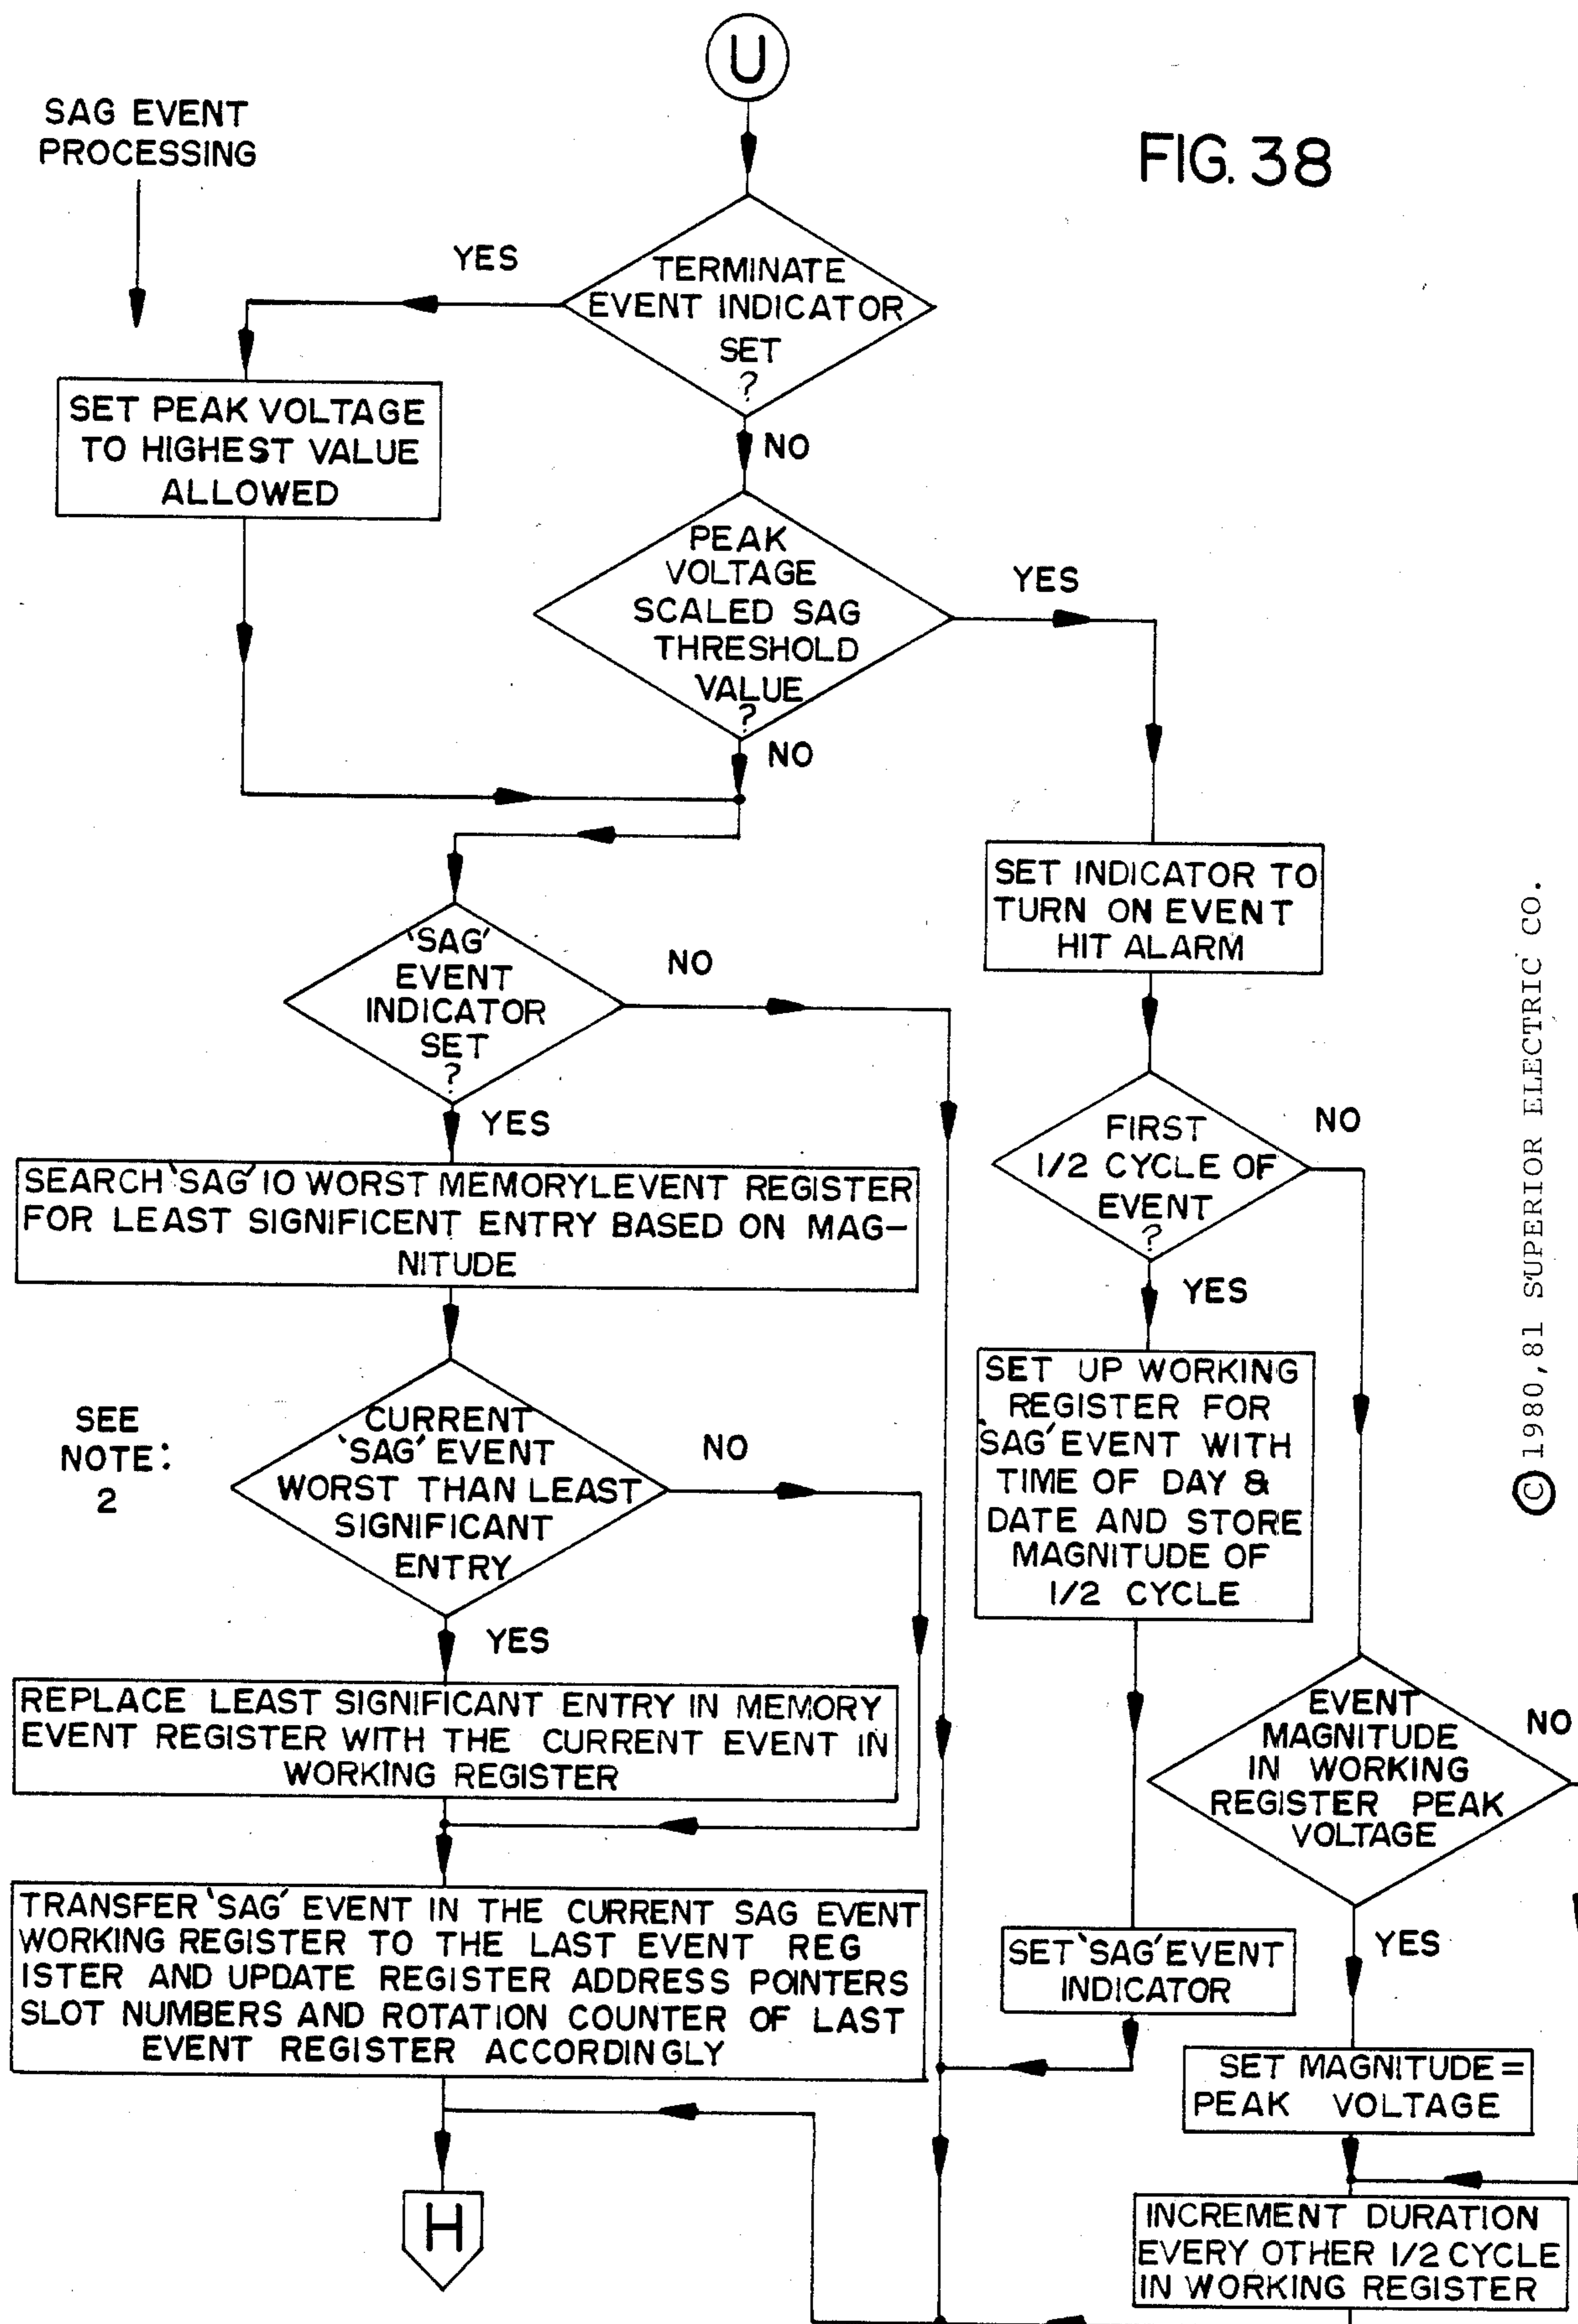 U
SAG EVENT
PROCESSING
FIG. 38
YES
TERMINATE
EVENT INDICATOR
SET
?
NO
SET PEAK VOLTAGE
TO HIGHEST VALUE
ALLOWED
PEAK
VOLTAGE
SCALED SAG
THRESHOLD
VALUE
?
YES
NO
SET INDICATOR TO
TURN ON EVENT
HIT ALARM
'SAG'
EVENT
INDICATOR
SET
?
NO
YES
FIRST
1/2 CYCLE OF
EVENT
?
NO
YES
SEARCH 'SAG' 10 WORST MEMORYLEVENT REGISTER
FOR LEAST SIGNIFICENT ENTRY BASED ON MAG-
NITUDE
SEE
NOTE:
2
CURRENT
'SAG' EVENT
WORST THAN LEAST
SIGNIFICANT
ENTRY
NO
YES
SET UP WORKING
REGISTER FOR
'SAG' EVENT WITH
TIME OF DAY &
DATE AND STORE
MAGNITUDE OF
1/2 CYCLE
REPLACE LEAST SIGNIFICANT ENTRY IN MEMORY
EVENT REGISTER WITH THE CURRENT EVENT IN
WORKING REGISTER
EVENT
MAGNITUDE
IN WORKING
REGISTER PEAK
VOLTAGE
NO
YES
TRANSFER 'SAG' EVENT IN THE CURRENT SAG EVENT
WORKING REGISTER TO THE LAST EVENT REG
ISTER AND UPDATE REGISTER ADDRESS POINTERS
SLOT NUMBERS AND ROTATION COUNTER OF LAST
EVENT REGISTER ACCORDINGLY
SET 'SAG' EVENT
INDICATOR
SET MAGNITUDE =
PEAK VOLTAGE
H
INCREMENT DURATION
EVERY OTHER 1/2 CYCLE
IN WORKING REGISTER
© 1980,81 SUPERIOR ELECTRIC CO.